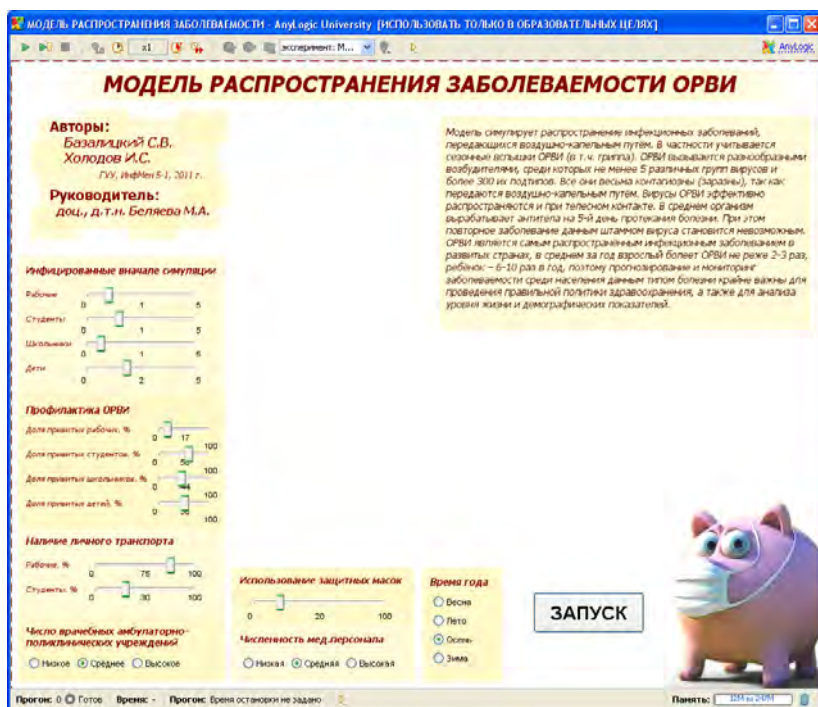 МОДЕЛЬ РАСПРОСТРАНЕНИЯ ЗАБОЛЕВАЕМОСТИ - AnyLogic University [ИСПОЛЬЗОВАТЬ ТОЛЬКО В ОБРАЗОВАТЕЛЬНЫХ ЦЕЛЯХ]
x1 эксперимент: М... AnyLogic
МОДЕЛЬ РАСПРОСТРАНЕНИЯ ЗАБОЛЕВАЕМОСТИ ОРВИ
Авторы:
Базалицкий С.В.
Холодов И.С.
ГУУ, ИнфМен 5-1, 2011 г.
Руководитель:
доц., д.т.н. Беляева М.А.
Модель симулирует распространение инфекционных заболеваний,
передающихся воздушно-капельным путём. В частности учитывается
сезонные вспышки ОРВИ (в т.ч. гриппа). ОРВИ вызывается разнообразными
возбудителями, среди которых не менее 5 различных групп вирусов и
более 300 их подтипов. Все они весьма контагиозны (заразны), так как
передаются воздушно-капельным путём. Вирусы ОРВИ эффективно
распространяются и при телесном контакте. В среднем организм
вырабатывает антитела на 5-й день протекания болезни. При этом
повторное заболевание данным штаммом вируса становится невозможным.
ОРВИ является самым распространённым инфекционным заболеванием в
развитых странах, в среднем за год взрослый болеет ОРВИ не реже 2-3 раз,
ребёнок – 6-10 раз в год, поэтому прогнозирование и мониторинг
заболеваемости среди населения данным типом болезни крайне важны для
проведения правильной политики здравоохранения, а также для анализа
уровня жизни и демографических показателей.
Инфицированные вначале симуляции
Рабочие
0 1 5
Студенты
0 1 5
Школьники
0 1 5
Дети
0 2 5
Профилактика ОРВИ
Доля привитых рабочих, %
0 17 100
Доля привитых студентов, %
0 100
Доля привитых школьников, %
0 44 100
Доля привитых детей, %
0 100
Наличие личного транспорта
Рабочие, %
0 75 100
Студенты, %
0 30 100
Число врачебных амбулаторно-
поликлинических учреждений
Низкое Среднее Высокое
Использование защитных масок
0 20 100
Численность мед.персонала
Низкая Средняя Высокая
Время года
Весна
Лето
Осень
Зима
ЗАПУСК
Прогон: 0 Готов Время: - Прогон: Время остановки не задано Память: